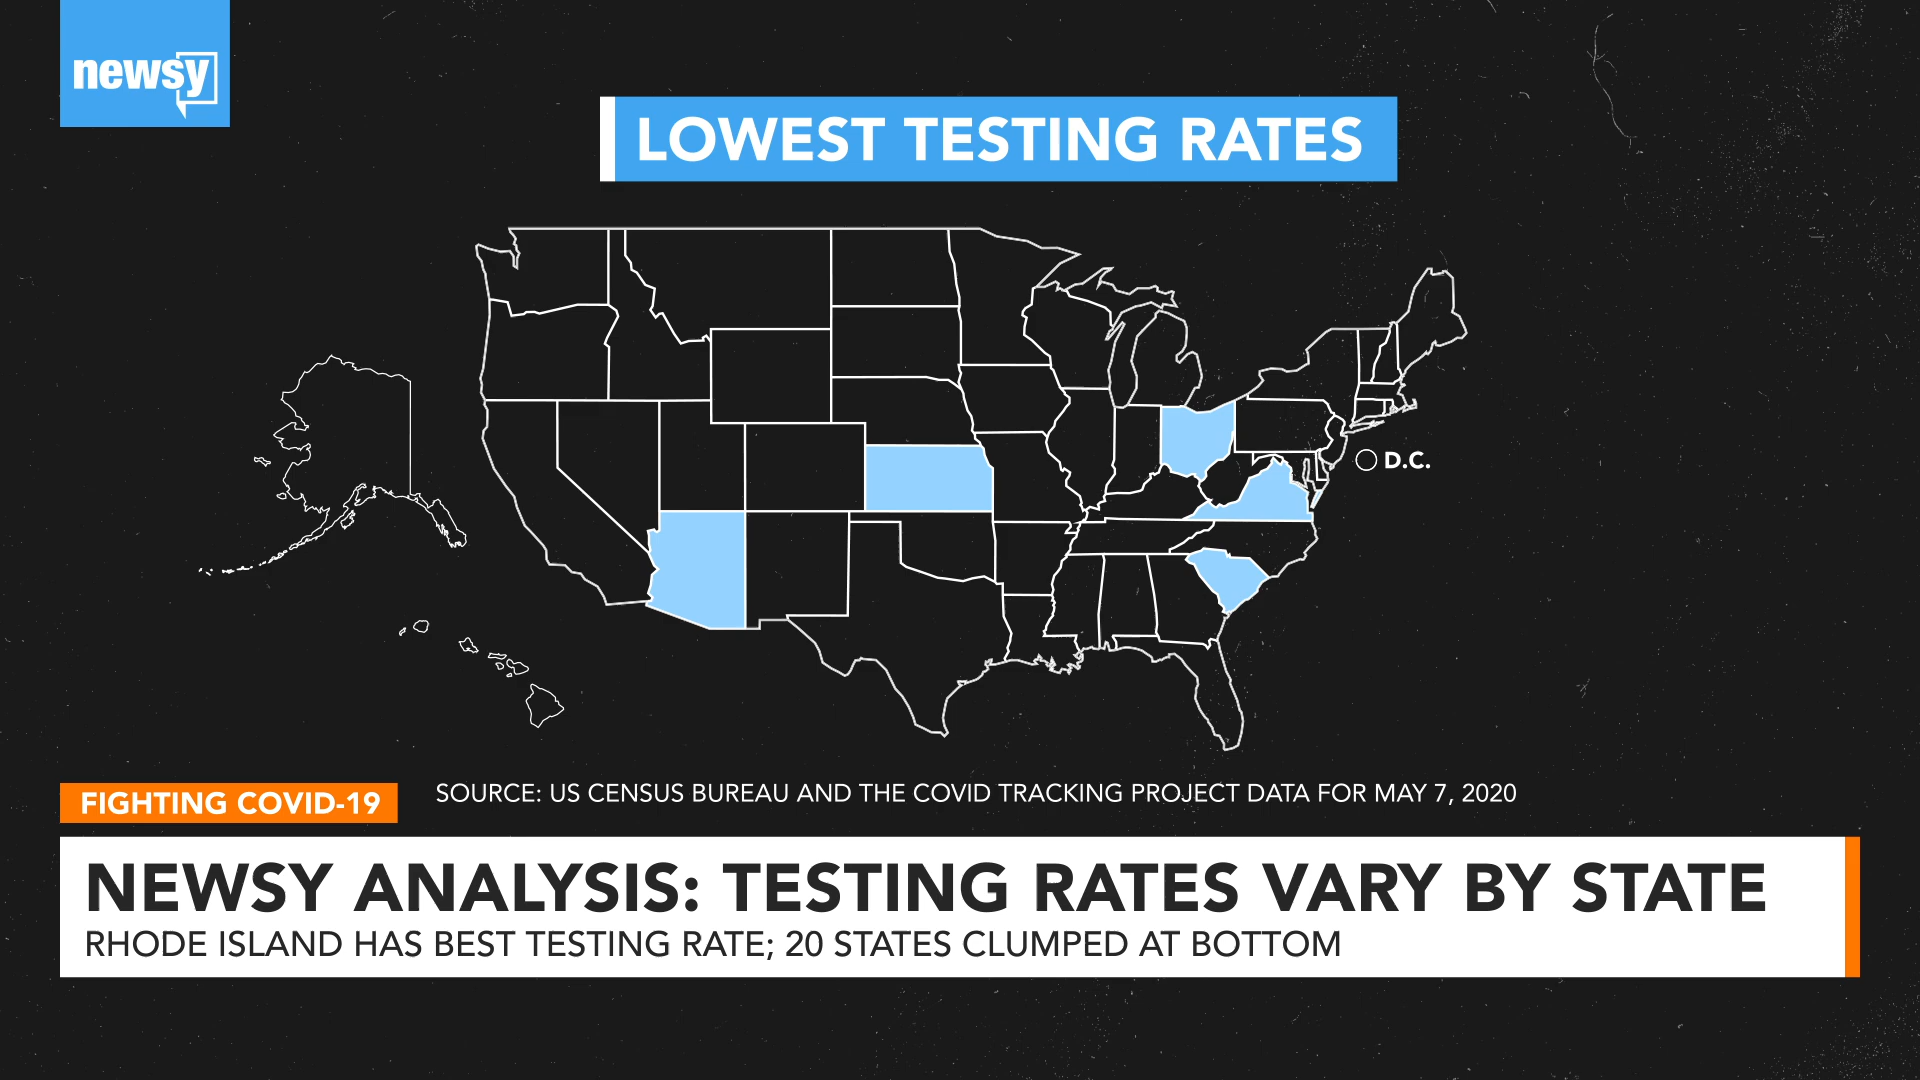 newsy
LOWEST TESTING RATES
D.C.
FIGHTING COVID-19
SOURCE: US CENSUS BUREAU AND THE COVID TRACKING PROJECT DATA FOR MAY 7, 2020
NEWSY ANALYSIS: TESTING RATES VARY BY STATE
RHODE ISLAND HAS BEST TESTING RATE; 20 STATES CLUMPED AT BOTTOM